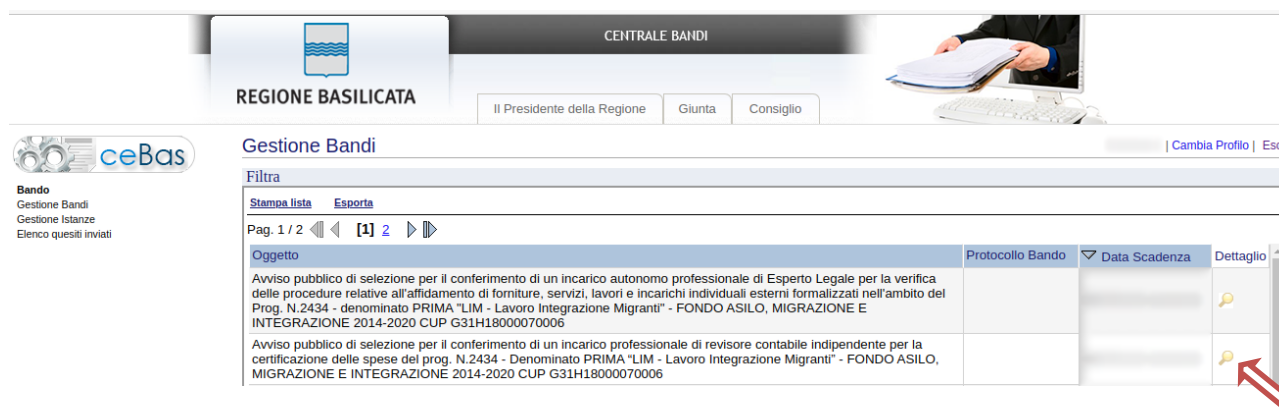 CENTRALE BANDI
REGIONE BASILICATA
Il Presidente della Regione Giunta Consiglio
ceBas
Gestione Bandi
| Cambia Profilo |
Bando
Gestione Bandi
Gestione Istanze
Elenco quesiti inviati
Filtra
Stampa lista Esporta
Pag. 1 / 2 [1] 2
Oggetto Protocollo Bando Data Scadenza Dettaglio
Avviso pubblico di selezione per il conferimento di un incarico autonomo professionale di Esperto Legale per la verifica
delle procedure relative all'affidamento di forniture, servizi, lavori e incarichi individuali esterni formalizzati nell'ambito del
Prog. N.2434 - denominato PRIMA "LIM - Lavoro Integrazione Migranti" - FONDO ASILO, MIGRAZIONE E
INTEGRAZIONE 2014-2020 CUP G31H18000070006
Avviso pubblico di selezione per il conferimento di un incarico professionale di revisore contabile indipendente per la
certificazione delle spese del prog. N.2434 - Denominato PRIMA "LIM - Lavoro Integrazione Migranti" - FONDO ASILO,
MIGRAZIONE E INTEGRAZIONE 2014-2020 CUP G31H18000070006